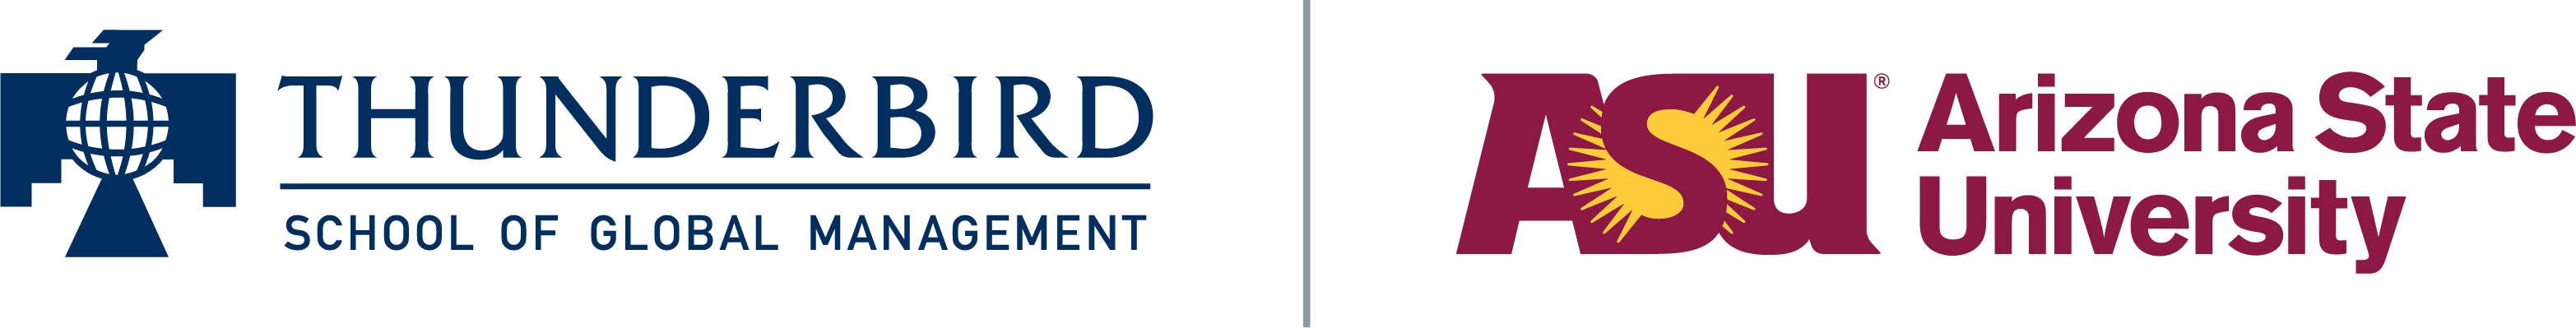 THUNDERBIRD
SCHOOL OF GLOBAL MANAGEMENT
ASU®
Arizona State
University